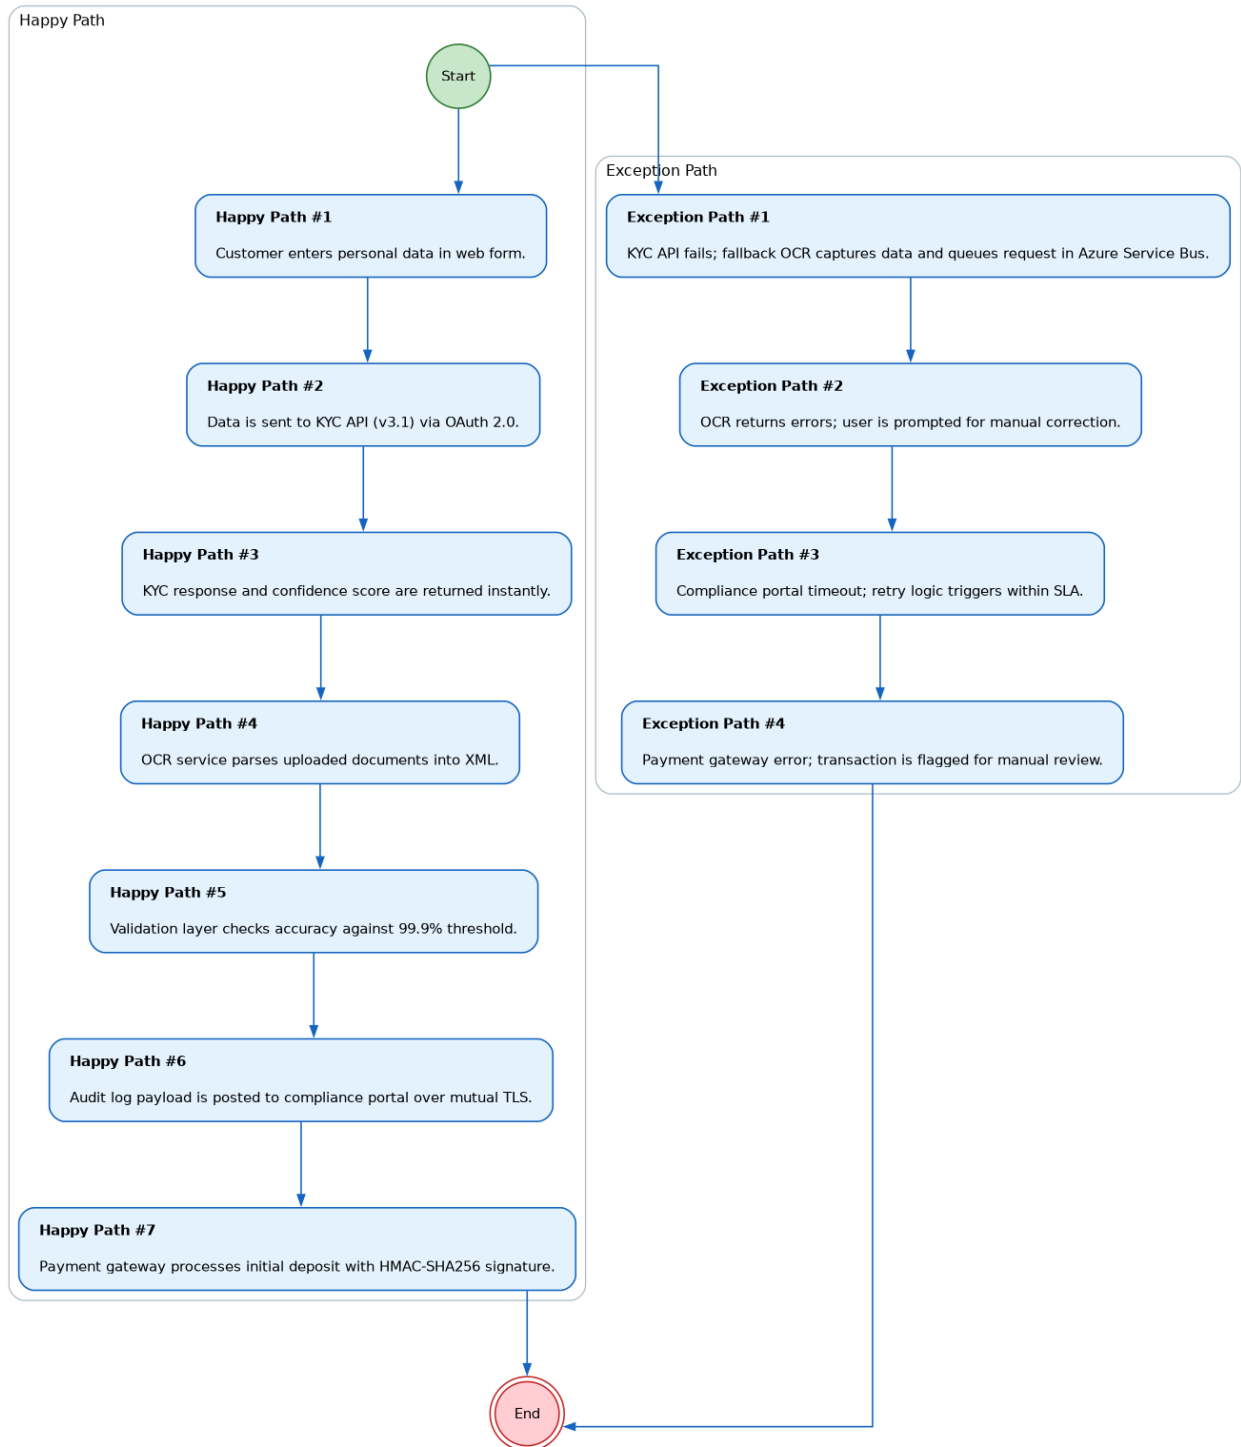 Happy Path
Start
Happy Path #1
Customer enters personal data in web form.
Happy Path #2
Data is sent to KYC API (v3.1) via OAuth 2.0.
Happy Path #3
KYC response and confidence score are returned instantly.
Happy Path #4
OCR service parses uploaded documents into XML.
Happy Path #5
Validation layer checks accuracy against 99.9% threshold.
Happy Path #6
Audit log payload is posted to compliance portal over mutual TLS.
Happy Path #7
Payment gateway processes initial deposit with HMAC-SHA256 signature.
Exception Path
Exception Path #1
KYC API fails; fallback OCR captures data and queues request in Azure Service Bus.
Exception Path #2
OCR returns errors; user is prompted for manual correction.
Exception Path #3
Compliance portal timeout; retry logic triggers within SLA.
Exception Path #4
Payment gateway error; transaction is flagged for manual review.
End